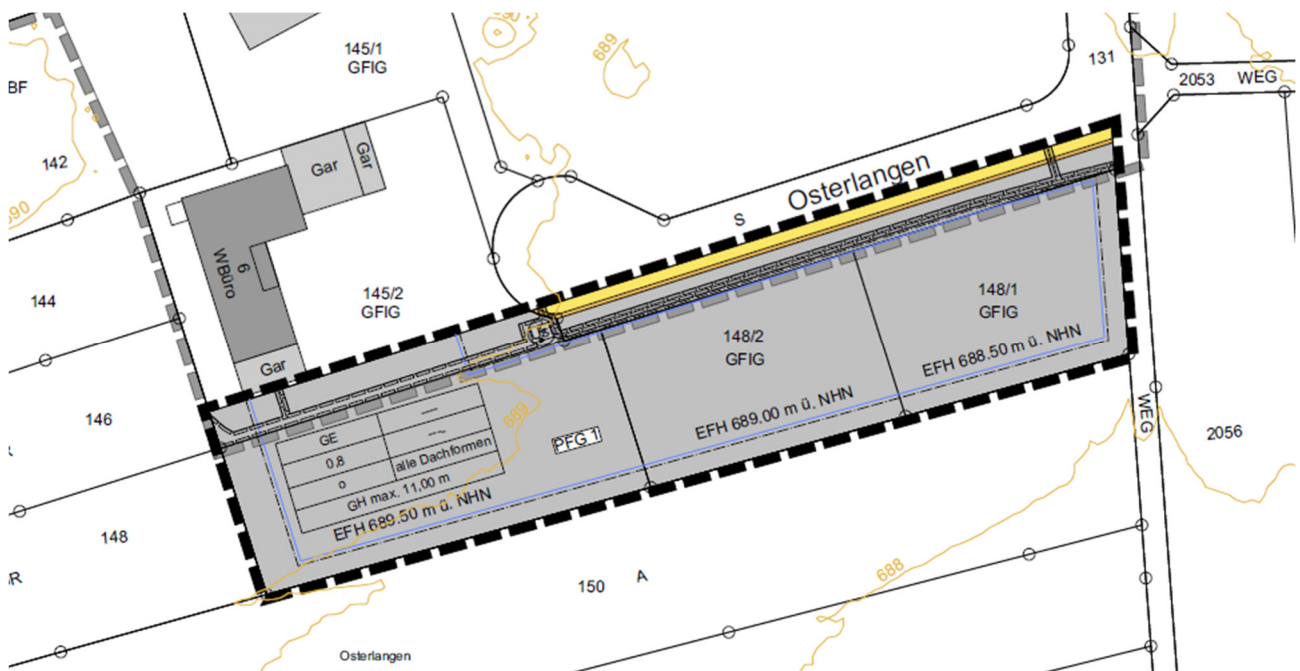 690
689
145/1
GFIG
131
2053 WEG
BF
142
Gar
Gar
Osterlangen
S
690
6
WBüro
144
145/2
GFIG
148/1
GFIG
148/2
GFIG
Gar
EFH 688.50 m ü. NHN
146
689
GE
0,8
o
alle Dachformen
GH max. 11,00 m
PFG 1
EFH 689.00 m ü. NHN
WEG
2056
EFH 689.50 m ü. NHN
148
150 A
688
Osterlangen